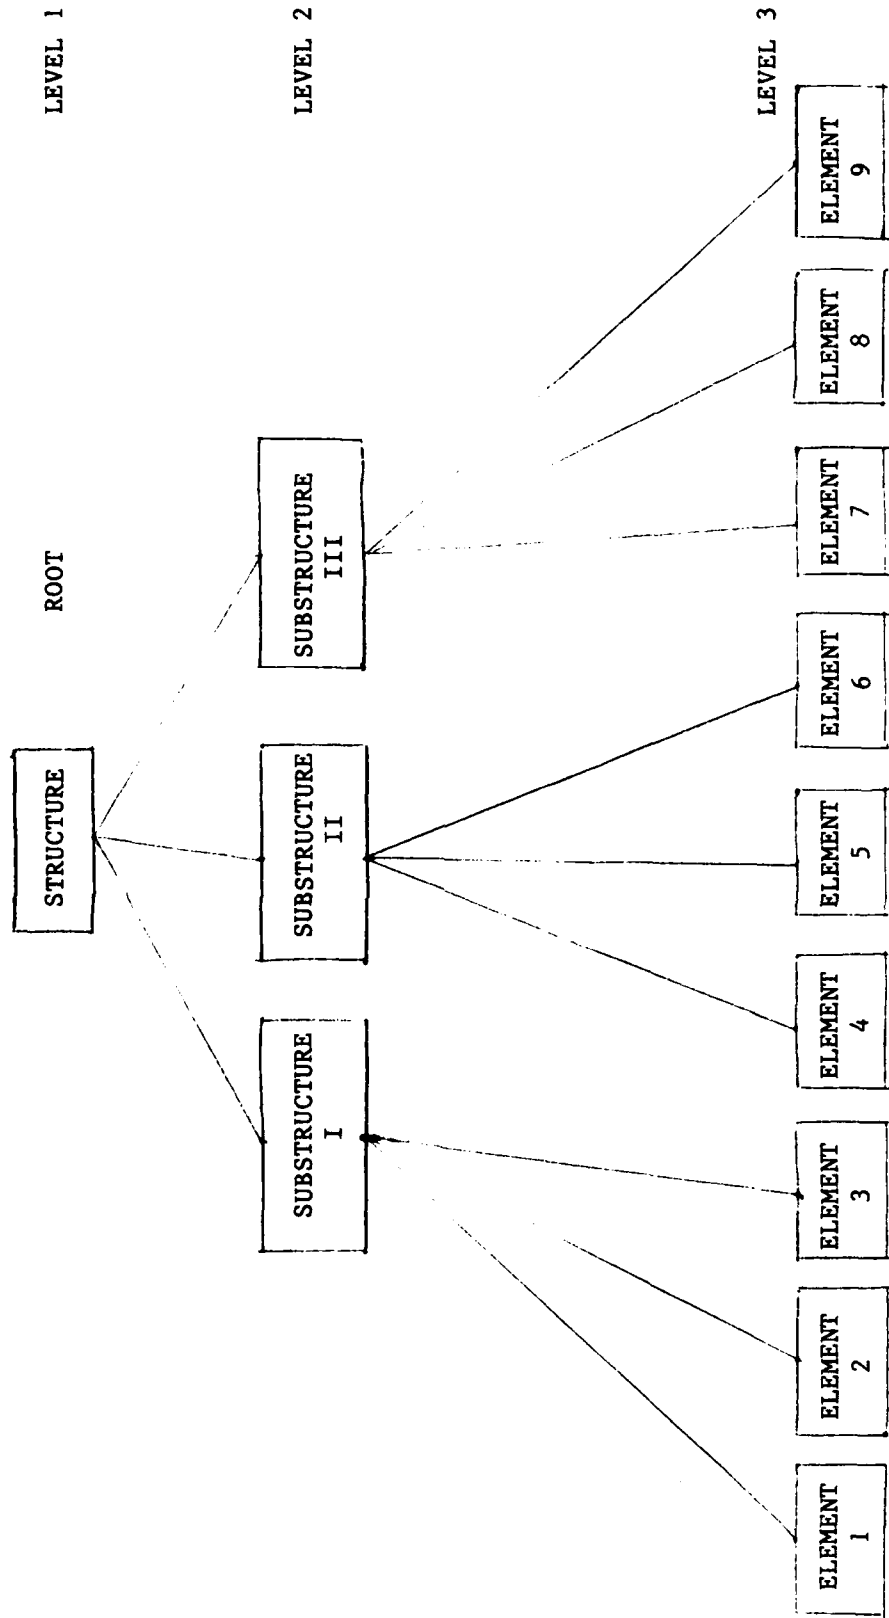 STRUCTURE
ROOT
LEVEL 1
SUBSTRUCTURE
I
SUBSTRUCTURE
II
SUBSTRUCTURE
III
LEVEL 2
LEVEL 3
ELEMENT
1
ELEMENT
2
ELEMENT
3
ELEMENT
4
ELEMENT
5
ELEMENT
6
ELEMENT
7
ELEMENT
8
ELEMENT
9